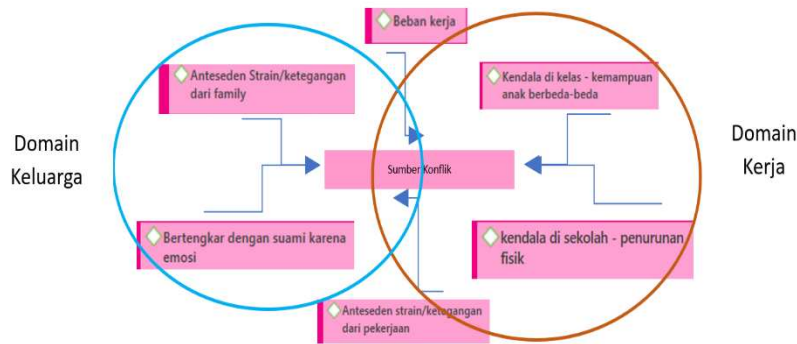 Beban kerja
Anteseden Strain/ketegangan
dari family
Kendala di kelas - kemampuan
anak berbeda-beda
Domain
Keluarga
Domain
Kerja
Sumber Konflik
Bertengkar dengan suami karena
emosi
kendala di sekolah - penurunan
fisik
Anteseden strain/ketegangan
dari pekerjaan